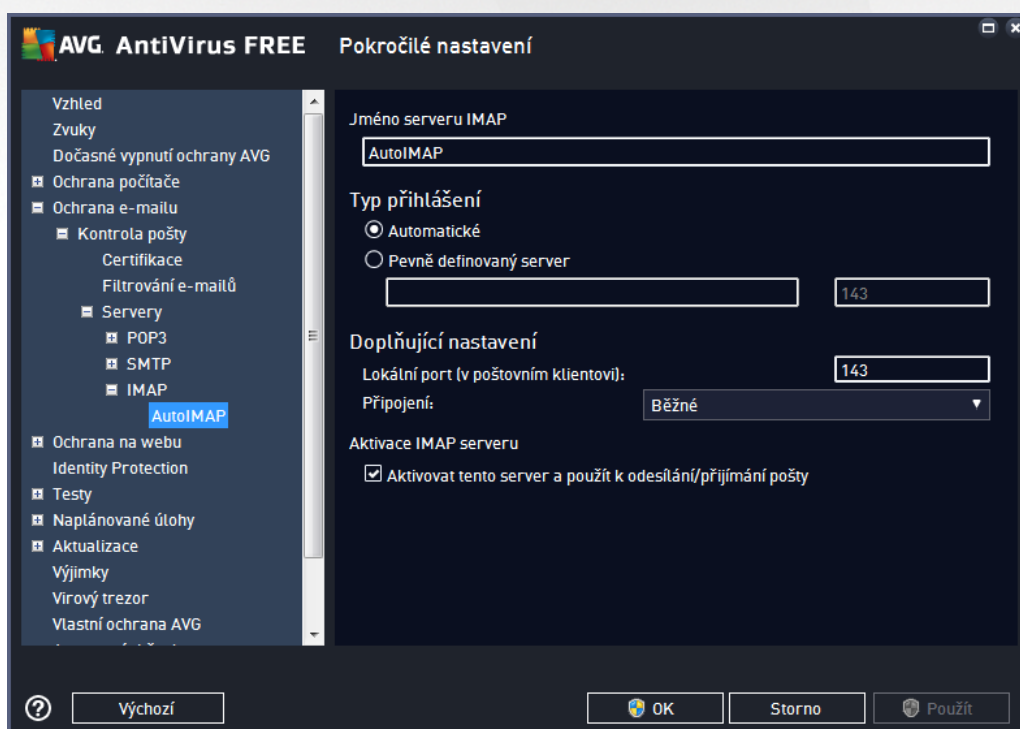 AVG. AntiVirus FREE Pokročilé nastavení
Vzhled
Zvuky
Dočasné vypnutí ochrany AVG
Ochrana počítače
Ochrana e-mailu
Kontrola pošty
Certifikace
Filtrování e-mailů
Servery
POP3
SMTP
IMAP
AutoIMAP
Ochrana na webu
Identity Protection
Testy
Naplánované úlohy
Aktualizace
Výjimky
Virový trezor
Vlastní ochrana AVG
Jméno serveru IMAP
AutoIMAP
Typ přihlášení
Automatické
Pevně definovaný server
143
Doplňující nastavení
Lokální port (v poštovním klientovi): 143
Připojení: Běžné
Aktivace IMAP serveru
Aktivovat tento server a použít k odesílání/přijímání pošty
? Výchozí OK Storno Použít